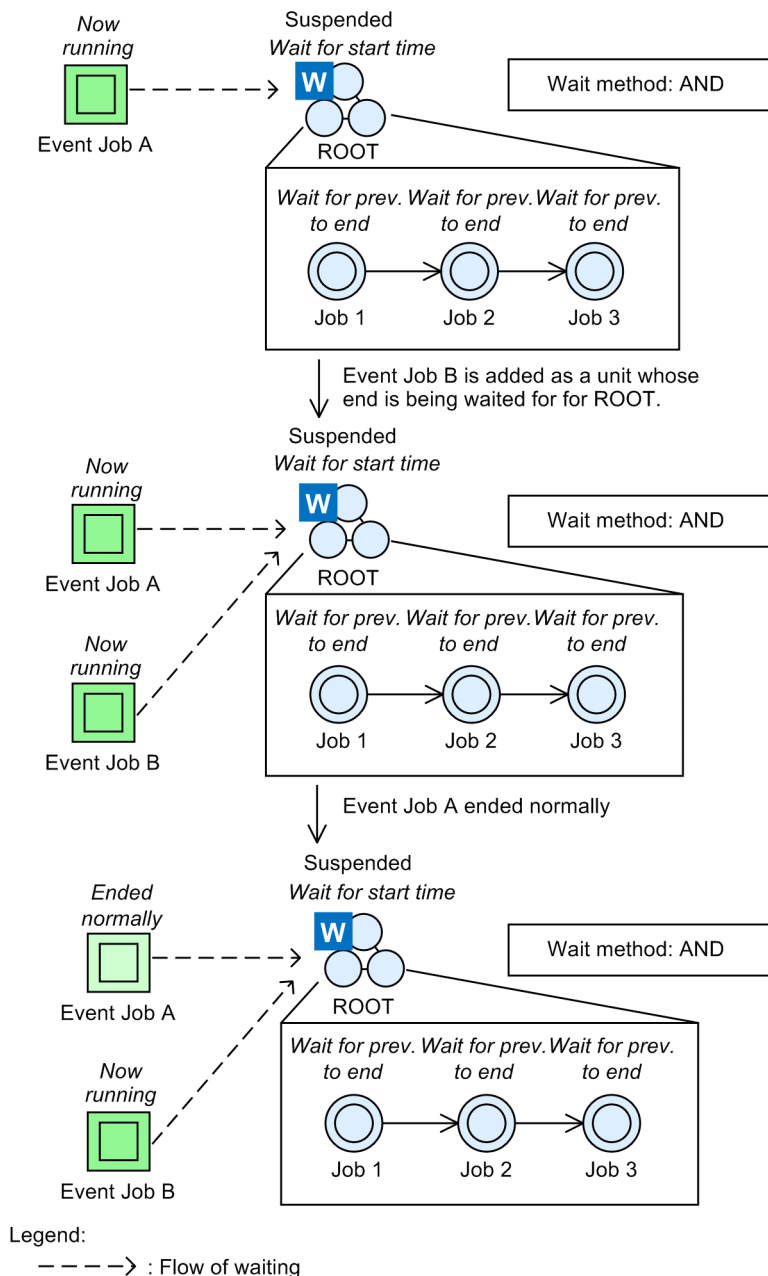 Now
running
Event Job A
Suspended
Wait for start time
W
ROOT
Wait method: AND
Wait for prev. Wait for prev. Wait for prev.
to end to end to end
Job 1 Job 2 Job 3
Event Job B is added as a unit whose
end is being waited for for ROOT.
Suspended
Wait for start time
Now
running
W
Wait method: AND
Event Job A
ROOT
Now
running
Wait for prev. Wait for prev. Wait for prev.
to end to end to end
Event Job B
Job 1 Job 2 Job 3
Event Job A ended normally
Suspended
Wait for start time
Ended
normally
W
Wait method: AND
Event Job A
ROOT
Now
running
Wait for prev. Wait for prev. Wait for prev.
to end to end to end
Event Job B
Job 1 Job 2 Job 3
Legend:
: Flow of waiting